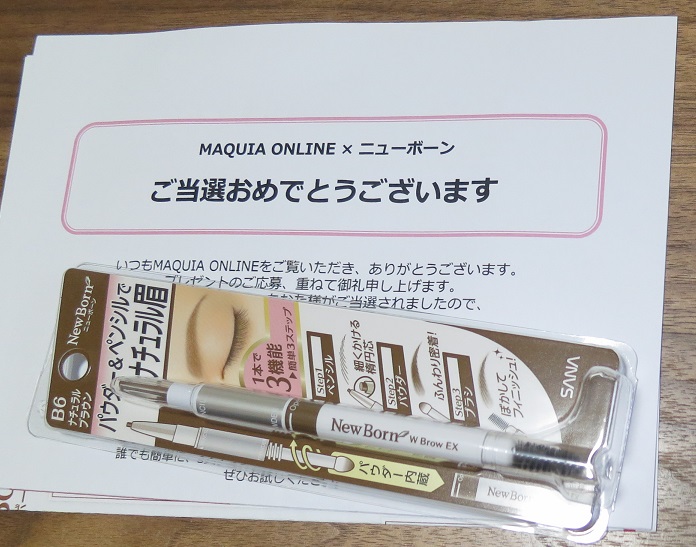 MAQUIA ONLINE × ニューボーン
ご当選おめでとうございます
いつもMAQUIA ONLINEをご覧いただき、ありがとうございます。
プレゼントのご応募、重ねて御礼申し上げます。
様がご当選されましたので、
NewBorn
ニューボーン
B6
ナチュラル
ブラウン
パウダー&ペンシルで
ナチュラル眉
1本で
3機能
簡単3ステップ
Step1
ペンシル
細くかける
楕円芯
Step2
パウダー
ふんわり密着!
Step3
ブラシ
ぼかして
フィニッシュ!
SANA
NewBorn W Brow EX
パウダー内蔵
NewBorn
誰でも簡単に
ぜひお試しくだ